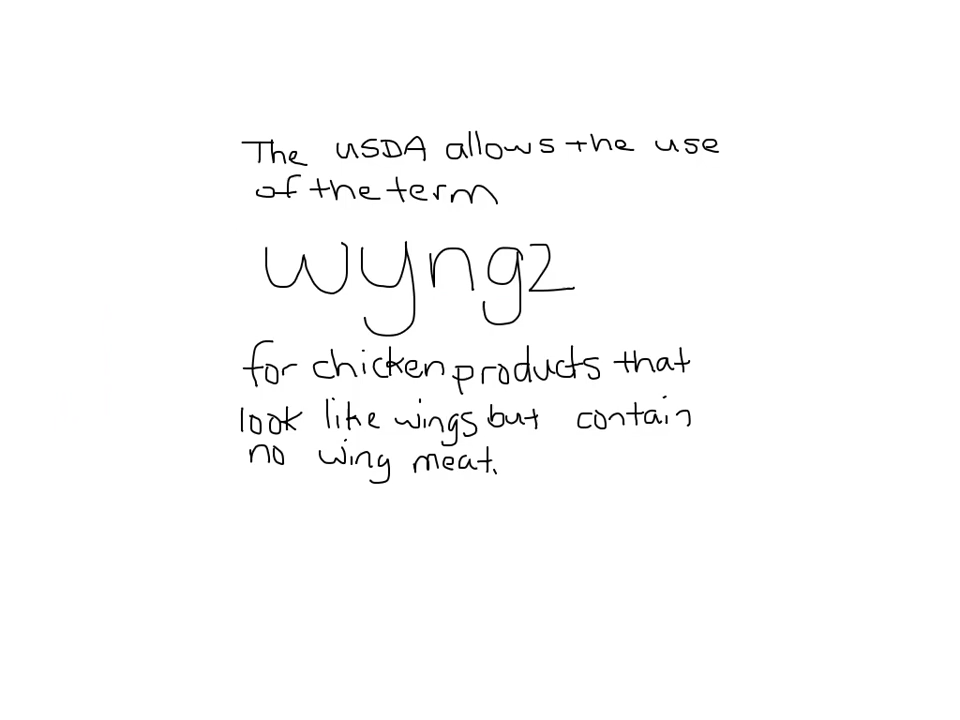 The USDA allows the use
of the term
wyngz
for chicken products that
look like wings but contain
no wing meat.